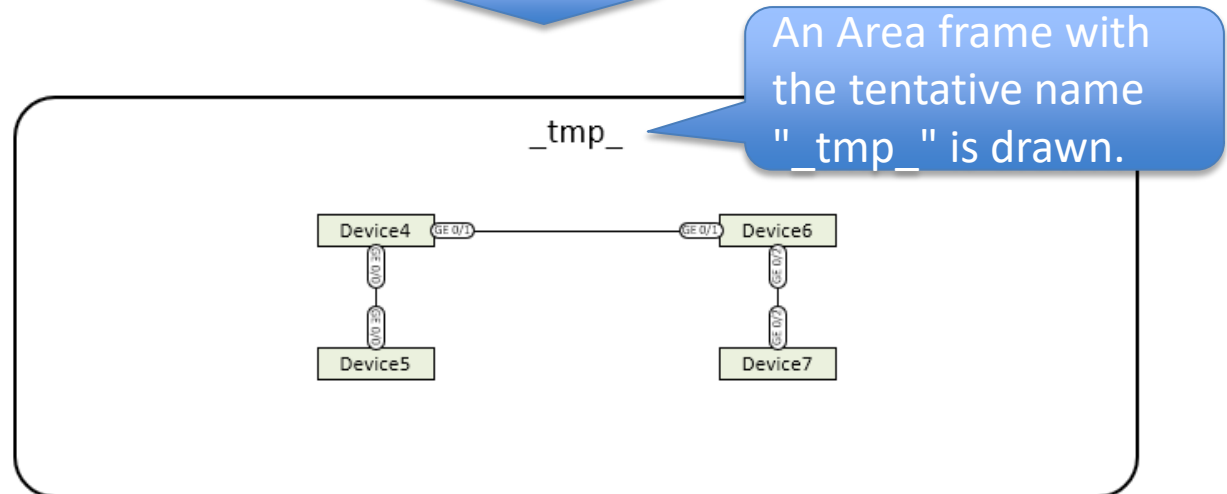 An Area frame with
the tentative name
"_tmp_" is drawn.
_tmp_
Device4 GE 0/1 GE 0/1 Device6
GE 0/0 GE 0/2
GE 0/0 GE 0/2
Device5 Device7